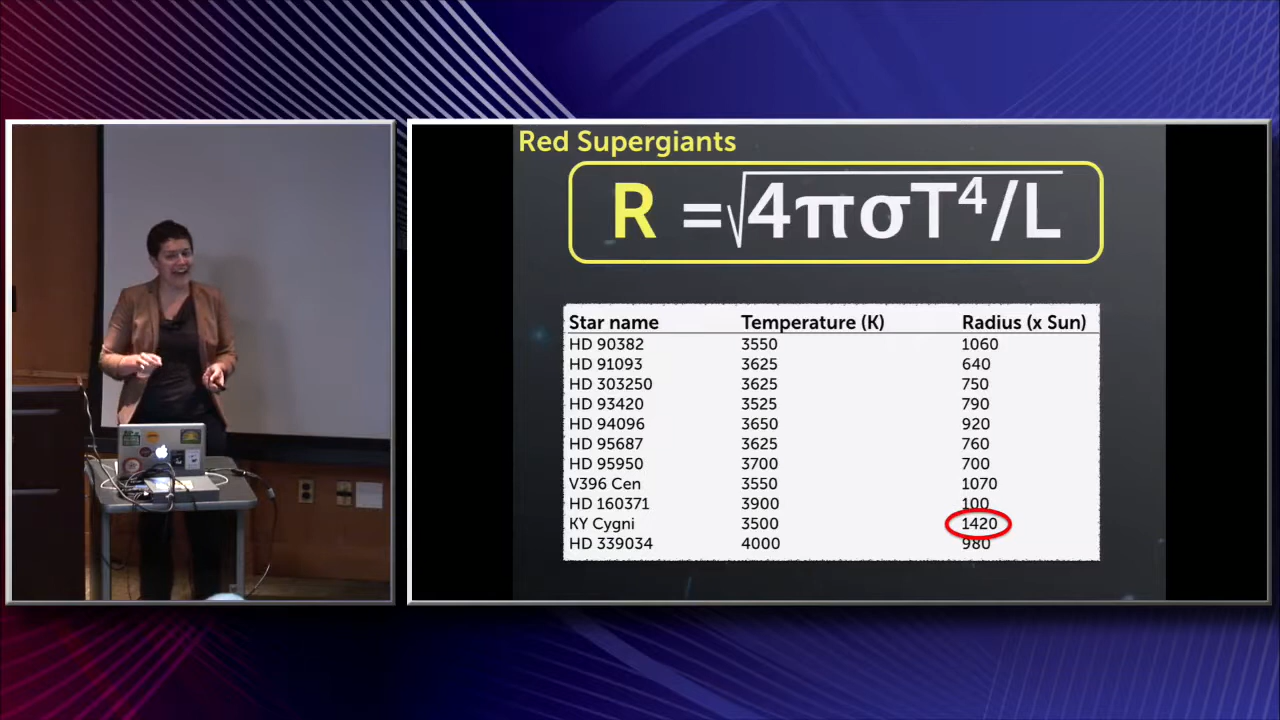 Red Supergiants
R =√4πσT⁴/L
Star name Temperature (K) Radius (x Sun)
HD 90382 3550 1060
HD 91093 3625 640
HD 303250 3625 750
HD 93420 3525 790
HD 94096 3650 920
HD 95687 3625 760
HD 95950 3700 700
V396 Cen 3550 1070
HD 160371 3900 100
KY Cygni 3500 1420
HD 339034 4000 980